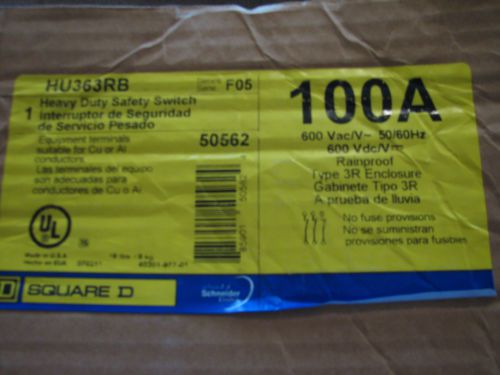 HU363RB
Series F05
Serie
1 Heavy Duty Safety Switch
Interruptor de Seguridad
de Servicio Pesado
50562
Equipment terminals
suitable for Cu or Al
conductors.
Las terminales del equipo
son adecuadas para
conductores de Cu o Al
UL
Made in U.S.A.
Hecho en EUA
SQUARE D
Schneider
Electric
100A
600 Vac/V~ 50/60Hz
600 Vdc/V
Rainproof
Type 3R Enclosure
Gabinete Tipo 3R
A prueba de lluvia
No fuse provisions
No se suministran
provisiones para fusibles